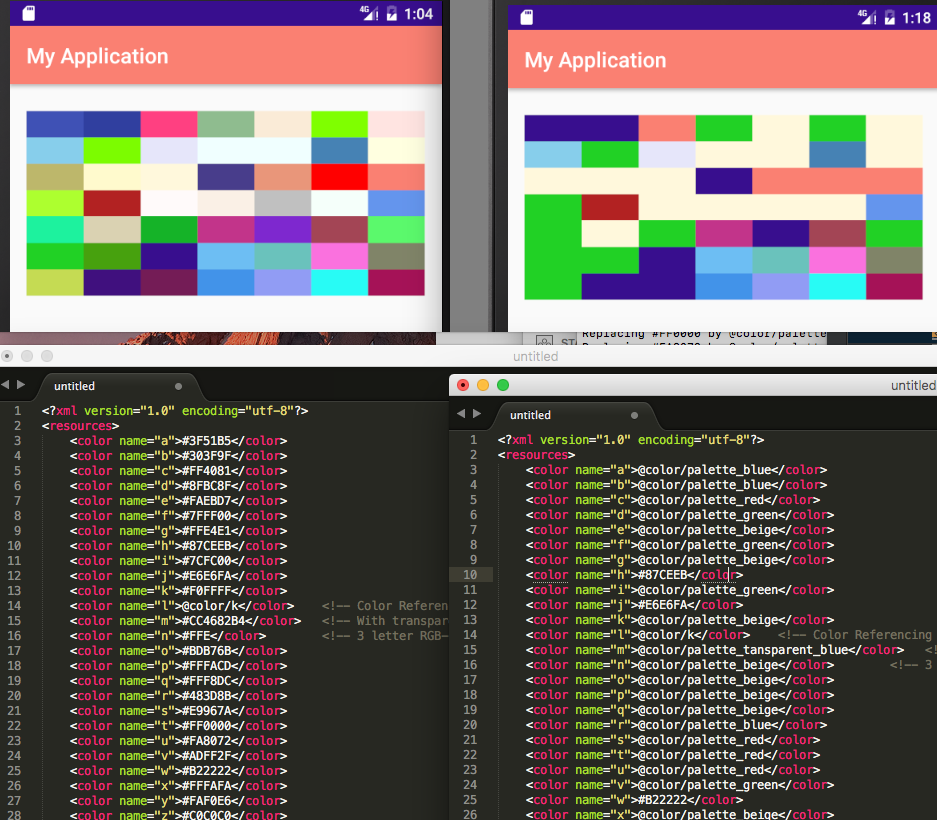 4G 1:04
My Application
4G 1:18
My Application
Replacing #FF0000 by @color/palette
untitled
untitled
1 <?xml version="1.0" encoding="utf-8"?>
2 <resources>
3 <color name="a">#3F51B5</color>
4 <color name="b">#303F9F</color>
5 <color name="c">#FF4081</color>
6 <color name="d">#8FBC8F</color>
7 <color name="e">#FAEBD7</color>
8 <color name="f">#7FFF00</color>
9 <color name="g">#FFE4E1</color>
10 <color name="h">#87CEEB</color>
11 <color name="i">#7CFC00</color>
12 <color name="j">#E6E6FA</color>
13 <color name="k">#F0FFFF</color>
14 <color name="l">@color/k</color> <!-- Color Referen
15 <color name="m">#CC4682B4</color> <!-- With transpar
16 <color name="n">#FFE</color> <!-- 3 letter RGB—
17 <color name="o">#BDB76B</color>
18 <color name="p">#FFFACD</color>
19 <color name="q">#FFF8DC</color>
20 <color name="r">#483D8B</color>
21 <color name="s">#E9967A</color>
22 <color name="t">#FF0000</color>
23 <color name="u">#FA8072</color>
24 <color name="v">#ADFF2F</color>
25 <color name="w">#B22222</color>
26 <color name="x">#FFFAFA</color>
27 <color name="y">#FAF0E6</color>
28 <color name="z">#C0C0C0</color>
untitled
untitled
1 <?xml version="1.0" encoding="utf-8"?>
2 <resources>
3 <color name="a">@color/palette_blue</color>
4 <color name="b">@color/palette_blue</color>
5 <color name="c">@color/palette_red</color>
6 <color name="d">@color/palette_green</color>
7 <color name="e">@color/palette_beige</color>
8 <color name="f">@color/palette_green</color>
9 <color name="g">@color/palette_beige</color>
10 <color name="h">#87CEEB</color>
11 <color name="i">@color/palette_green</color>
12 <color name="j">#E6E6FA</color>
13 <color name="k">@color/palette_beige</color>
14 <color name="l">@color/k</color> <!-- Color Referencing
15 <color name="m">@color/palette_tansparent_blue</color>
16 <color name="n">@color/palette_beige</color> <!-- 3
17 <color name="o">@color/palette_beige</color>
18 <color name="p">@color/palette_beige</color>
19 <color name="q">@color/palette_beige</color>
20 <color name="r">@color/palette_blue</color>
21 <color name="s">@color/palette_red</color>
22 <color name="t">@color/palette_red</color>
23 <color name="u">@color/palette_red</color>
24 <color name="v">@color/palette_green</color>
25 <color name="w">#B22222</color>
26 <color name="x">@color/palette_beige</color>